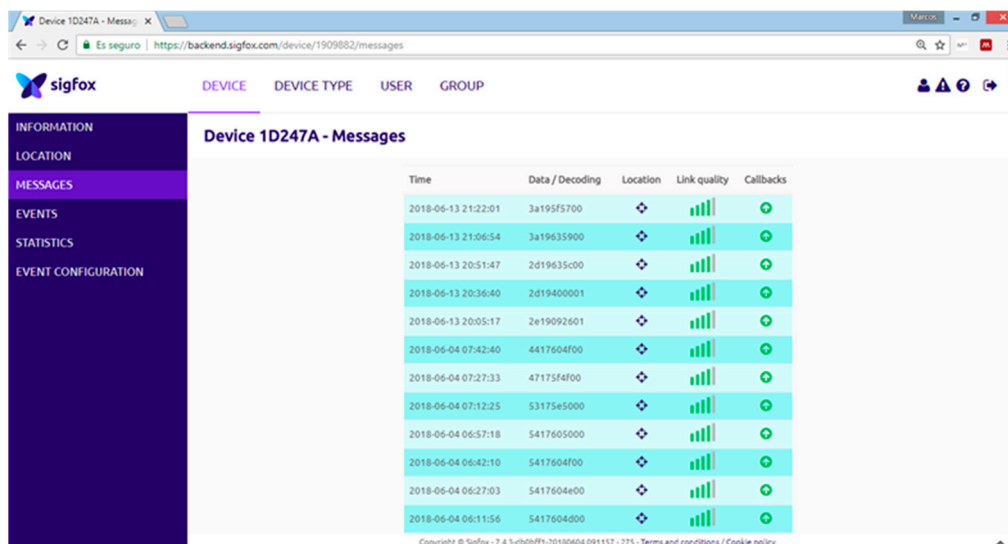 Device 1D247A - Messag
Marcos
Es seguro | https://backend.sigfox.com/device/1909882/messages
sigfox
DEVICE DEVICE TYPE USER GROUP
INFORMATION
LOCATION
MESSAGES
EVENTS
STATISTICS
EVENT CONFIGURATION
Device 1D247A - Messages
Time Data / Decoding Location Link quality Callbacks
2018-06-13 21:22:01 3a195f5700
2018-06-13 21:06:54 3a19635900
2018-06-13 20:51:47 2d19635c00
2018-06-13 20:36:40 2d19400001
2018-06-13 20:05:17 2e19092601
2018-06-04 07:42:40 4417604f00
2018-06-04 07:27:33 47175f4f00
2018-06-04 07:12:25 53175e5000
2018-06-04 06:57:18 5417605000
2018-06-04 06:42:10 5417604f00
2018-06-04 06:27:03 5417604e00
2018-06-04 06:11:56 5417604d00
Copyright © Sigfox - Terms and conditions / Cookie policy